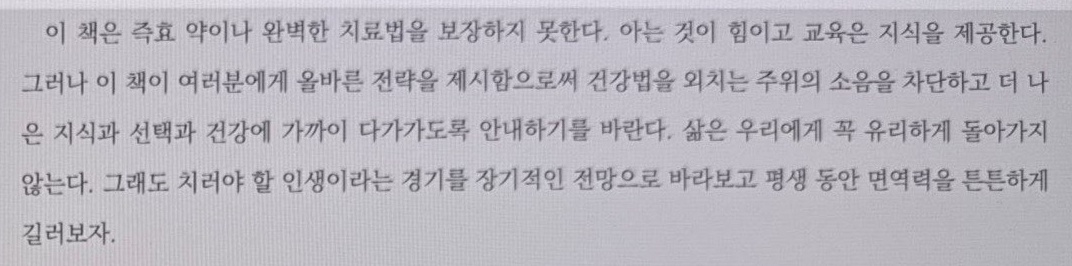 이 책은 즉효 약이나 완벽한 치료법을 보장하지 못한다. 아는 것이 힘이고 교육은 지식을 제공한다.
그러나 이 책이 여러분에게 올바른 전략을 제시함으로써 건강법을 외치는 주위의 소음을 차단하고 더 나
은 지식과 선택과 건강에 가까이 다가가도록 안내하기를 바란다. 삶은 우리에게 꼭 유리하게 돌아가지
않는다. 그래도 치러야 할 인생이라는 경기를 장기적인 전망으로 바라보고 평생 동안 면역력을 튼튼하게
길러보자.